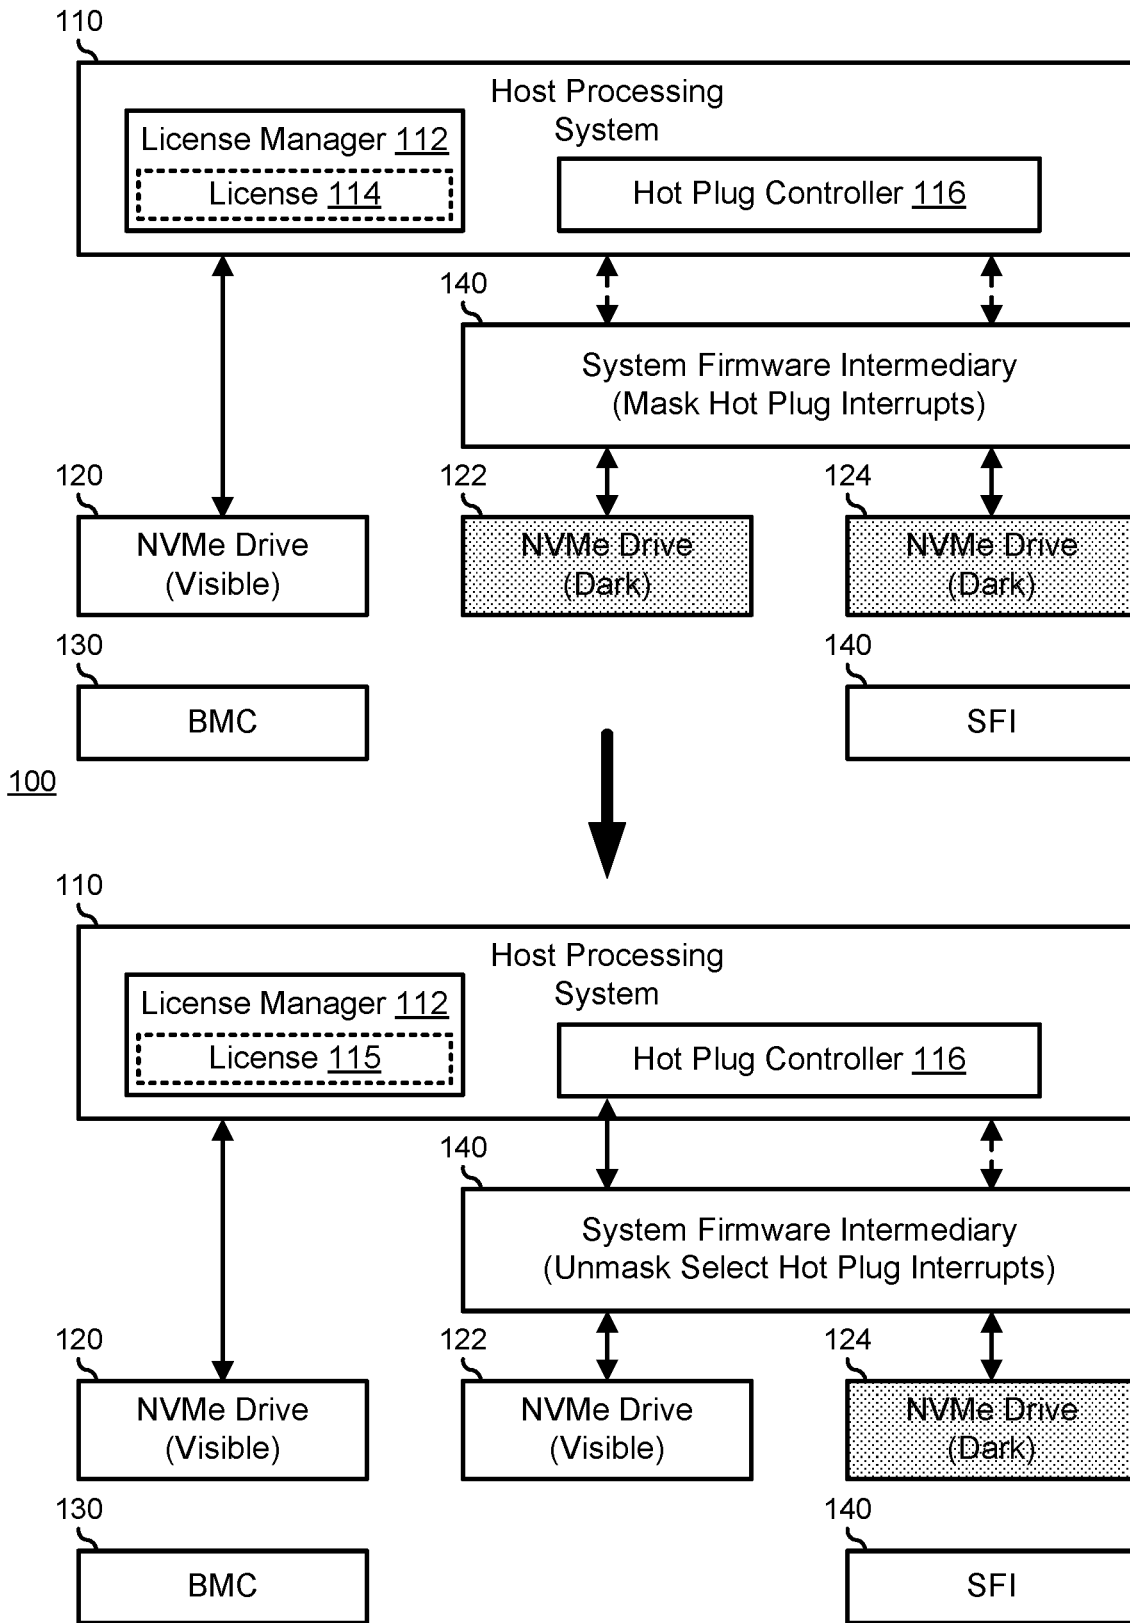 110
Host Processing
System
License Manager 112
License 114
Hot Plug Controller 116
140
System Firmware Intermediary
(Mask Hot Plug Interrupts)
120
122
124
NVMe Drive
(Visible)
NVMe Drive
(Dark)
NVMe Drive
(Dark)
130
140
BMC
SFI
100
110
Host Processing
System
License Manager 112
License 115
Hot Plug Controller 116
140
System Firmware Intermediary
(Unmask Select Hot Plug Interrupts)
120
122
124
NVMe Drive
(Visible)
NVMe Drive
(Visible)
NVMe Drive
(Dark)
130
140
BMC
SFI